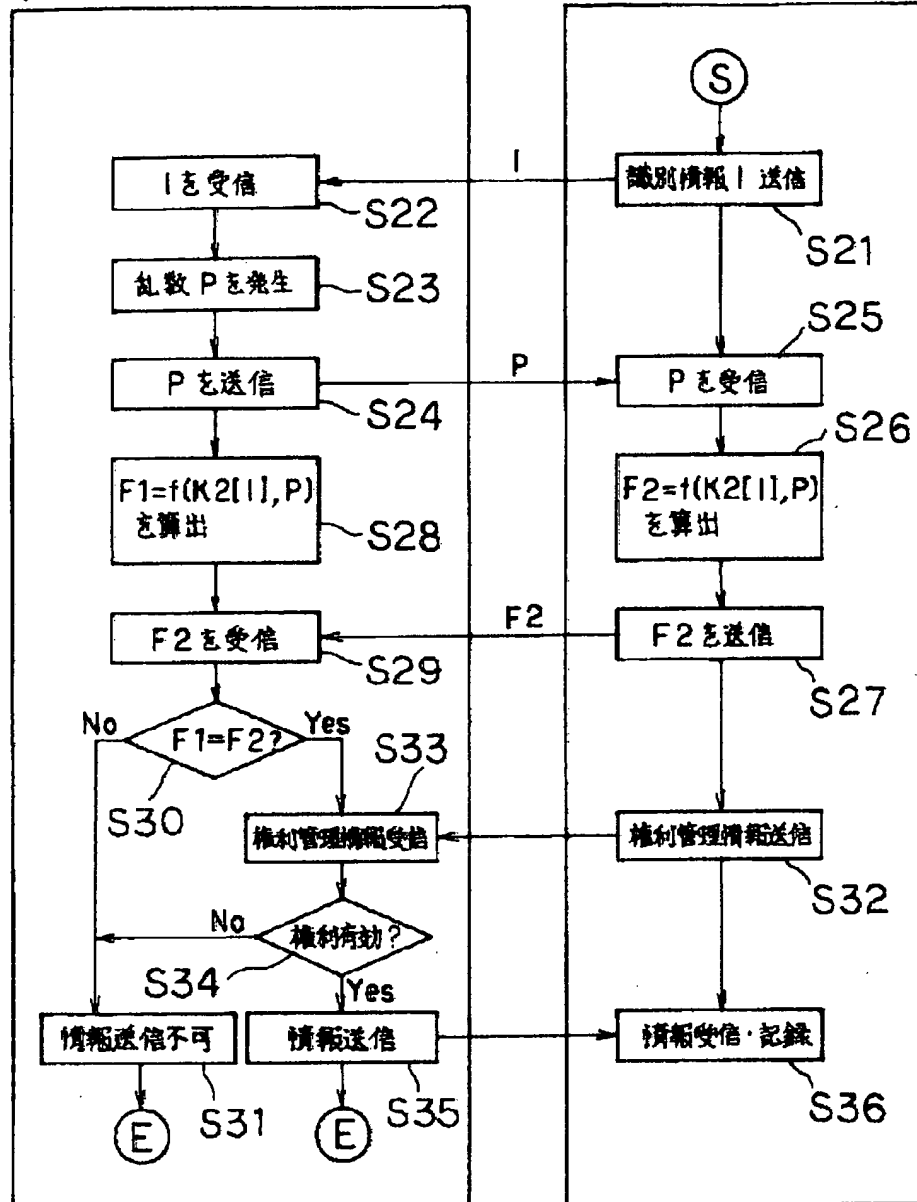 S
I
Iを受信
識別情報I 送信
S22
S21
乱数Pを発生
S23
S25
P
Pを送信
Pを受信
S24
S26
F1=f(K2[I],P)
を算出
S28
F2=f(K2[I],P)
を算出
F2
F2を受信
F2を送信
S29
S27
No
F1=F2?
Yes
S30
S33
権利管理情報受信
権利管理情報送信
S32
No
権利有効?
S34
Yes
情報送信不可
情報送信
情報受信・記録
S31
S35
S36
E
E